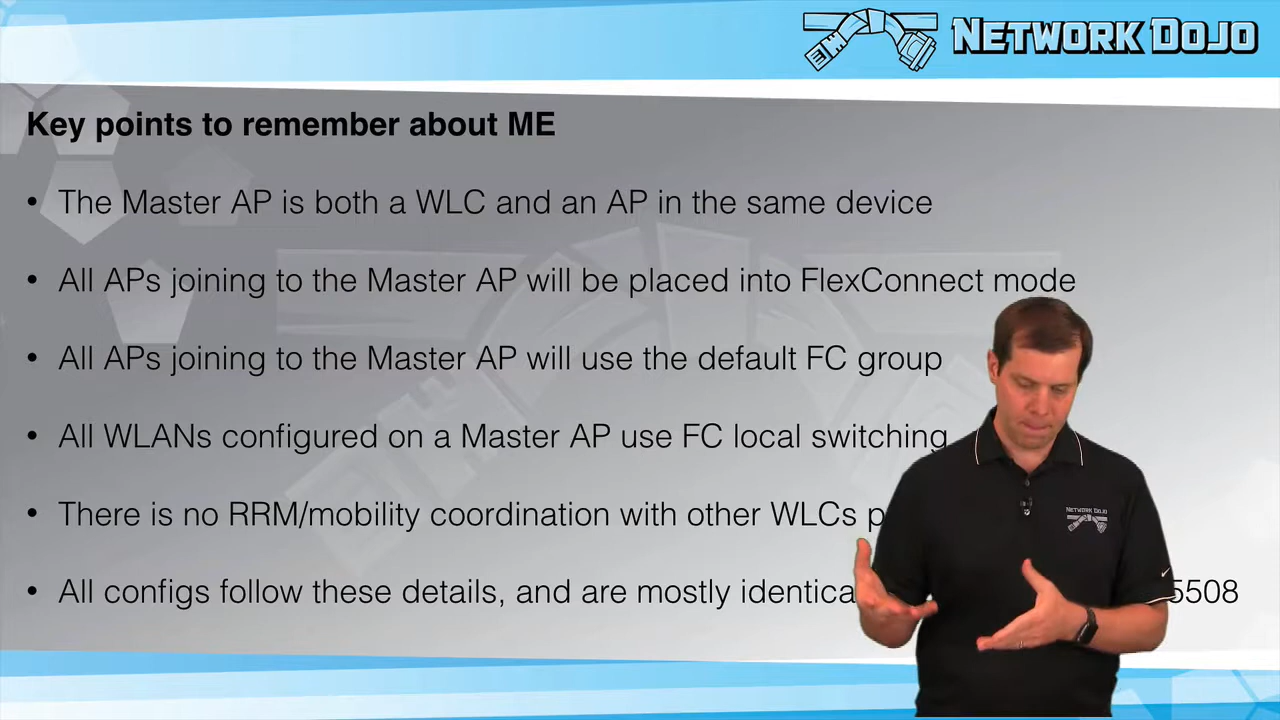 NETWORK DOJO
Key points to remember about ME
• The Master AP is both a WLC and an AP in the same device
• All APs joining to the Master AP will be placed into FlexConnect mode
• All APs joining to the Master AP will use the default FC group
• All WLANs configured on a Master AP use FC local switching
• There is no RRM/mobility coordination with other WLCs
• All configs follow these details, and are mostly 5508
NETWORK DOJO